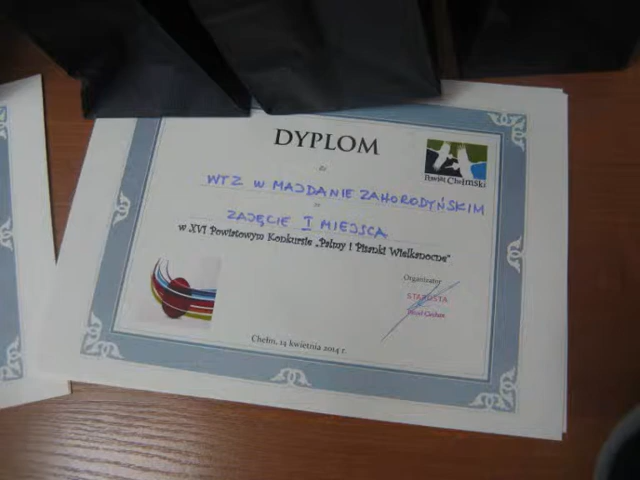 DYPLOM
Powiat Chełmski
dla
WTZ W MAJDANIE ZAHORODYŃSKIM
za
ZAJĘCIE I MIEJSCA
w XVI Powiatowym Konkursie „Palmy i Pisanki Wielkanocne"
Organizator
STAROSTA
Chełm, 14 kwietnia 2014 r.